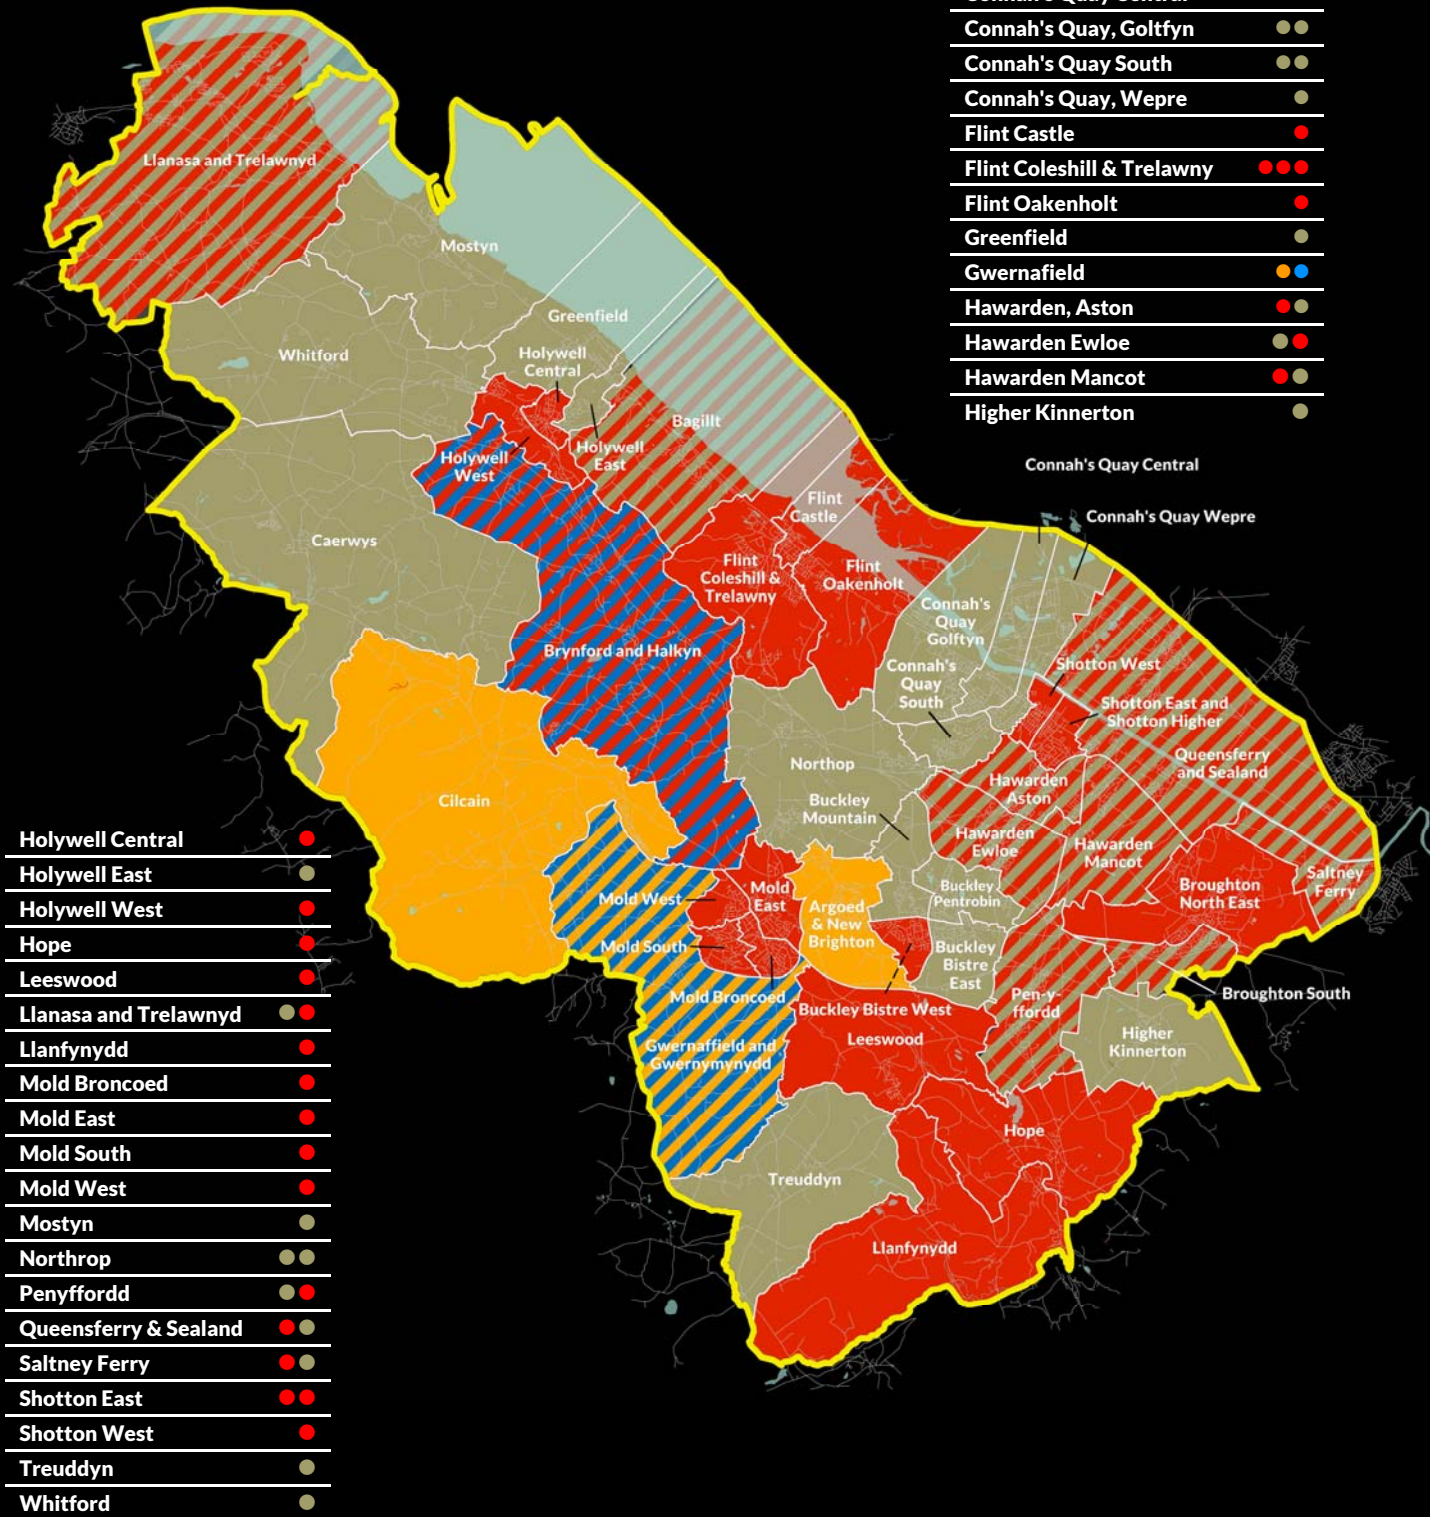 Connah's Quay Central
Connah's Quay, Goltfyn
Connah's Quay South
Connah's Quay, Wepre
Flint Castle
Flint Coleshill & Trelawny
Flint Oakenholt
Greenfield
Gwernafield
Hawarden, Aston
Hawarden Ewloe
Hawarden Mancot
Higher Kinnerton
Llanasa and Trelawnyd
Mostyn
Greenfield
Whitford
Holywell
Central
Bagillt
Holywell
East
Holywell
West
Connah's Quay Central
Flint
Castle
Connah's Quay Wepre
Caerwys
Flint
Coleshill &
Trelawny
Flint
Oakenholt
Connah's
Quay
Golftyn
Brynford and Halkyn
Connah's
Quay
South
Shotton West
Shotton East and
Shotton Higher
Northop
Queensferry
and Sealand
Cilcain
Hawarden
Aston
Buckley
Mountain
Hawarden
Ewloe
Hawarden
Mancot
Mold West
Mold
East
Argoed
& New
Brighton
Buckley
Pentrobin
Broughton
North East
Saltney
Ferry
Mold South
Buckley
Bistre
East
Mold Broncoed
Buckley Bistre West
Pen-y-
ffordd
Broughton South
Leeswood
Higher
Kinnerton
Gwernaffield and
Gwernymynydd
Hope
Treuddyn
Llanfynydd
Holywell Central
Holywell East
Holywell West
Hope
Leeswood
Llanasa and Trelawnyd
Llanfynydd
Mold Broncoed
Mold East
Mold South
Mold West
Mostyn
Northrop
Penyffordd
Queensferry & Sealand
Saltney Ferry
Shotton East
Shotton West
Treuddyn
Whitford